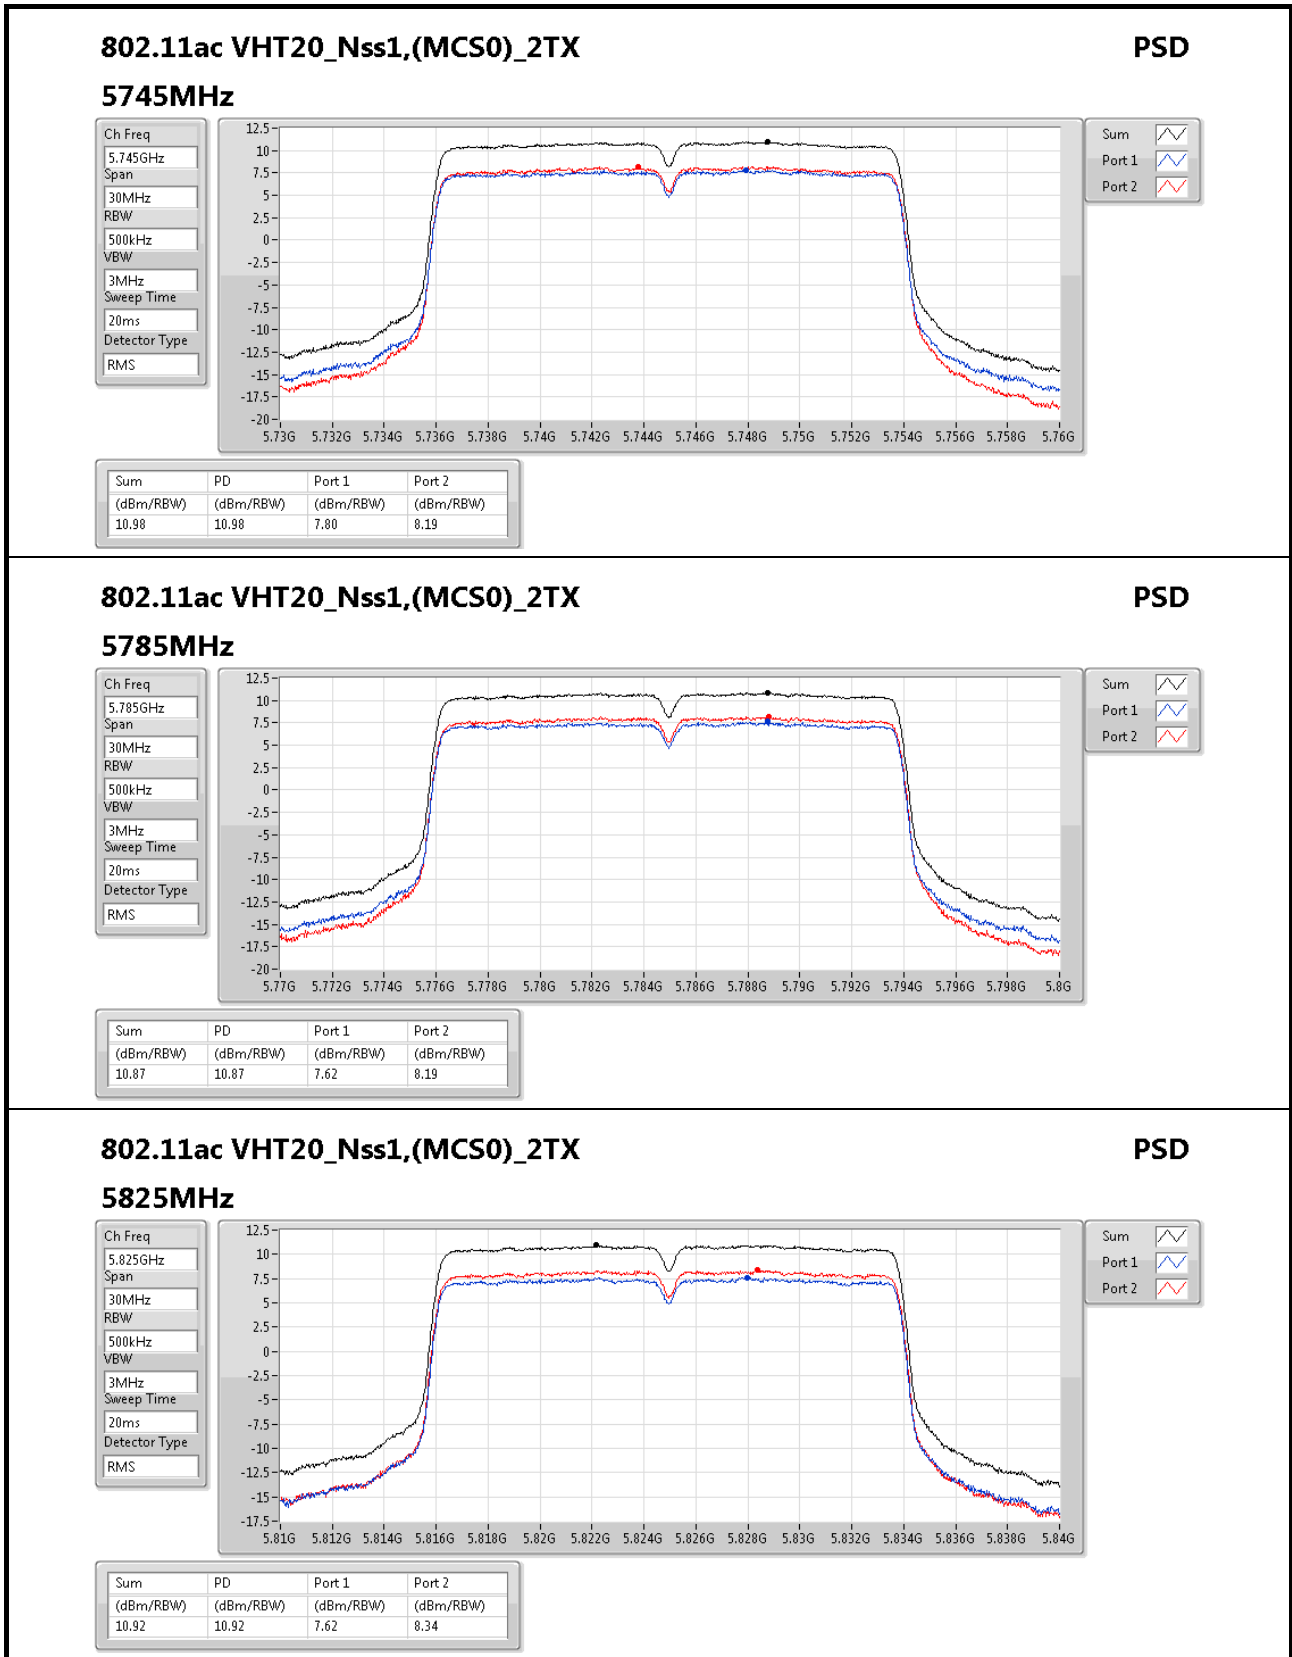 802.11ac VHT20_Nss1,(MCS0)_2TX PSD
5745MHz
Ch Freq
5.745GHz
Span
30MHz
RBW
500kHz
VBW
3MHz
Sweep Time
20ms
Detector Type
RMS
12.5
10
7.5
5
2.5
0
-2.5
-5
-7.5
-10
-12.5
-15
-17.5
-20
5.73G 5.732G 5.734G 5.736G 5.738G 5.74G 5.742G 5.744G 5.746G 5.748G 5.75G 5.752G 5.754G 5.756G 5.758G 5.76G
Sum
Port 1
Port 2
Sum PD Port 1 Port 2
(dBm/RBW) (dBm/RBW) (dBm/RBW) (dBm/RBW)
10.98 10.98 7.80 8.19
802.11ac VHT20_Nss1,(MCS0)_2TX PSD
5785MHz
Ch Freq
5.785GHz
Span
30MHz
RBW
500kHz
VBW
3MHz
Sweep Time
20ms
Detector Type
RMS
12.5
10
7.5
5
2.5
0
-2.5
-5
-7.5
-10
-12.5
-15
-17.5
-20
5.77G 5.772G 5.774G 5.776G 5.778G 5.78G 5.782G 5.784G 5.786G 5.788G 5.79G 5.792G 5.794G 5.796G 5.798G 5.8G
Sum
Port 1
Port 2
Sum PD Port 1 Port 2
(dBm/RBW) (dBm/RBW) (dBm/RBW) (dBm/RBW)
10.87 10.87 7.62 8.19
802.11ac VHT20_Nss1,(MCS0)_2TX PSD
5825MHz
Ch Freq
5.825GHz
Span
30MHz
RBW
500kHz
VBW
3MHz
Sweep Time
20ms
Detector Type
RMS
12.5
10
7.5
5
2.5
0
-2.5
-5
-7.5
-10
-12.5
-15
-17.5
5.81G 5.812G 5.814G 5.816G 5.818G 5.82G 5.822G 5.824G 5.826G 5.828G 5.83G 5.832G 5.834G 5.836G 5.838G 5.84G
Sum
Port 1
Port 2
Sum PD Port 1 Port 2
(dBm/RBW) (dBm/RBW) (dBm/RBW) (dBm/RBW)
10.92 10.92 7.62 8.34